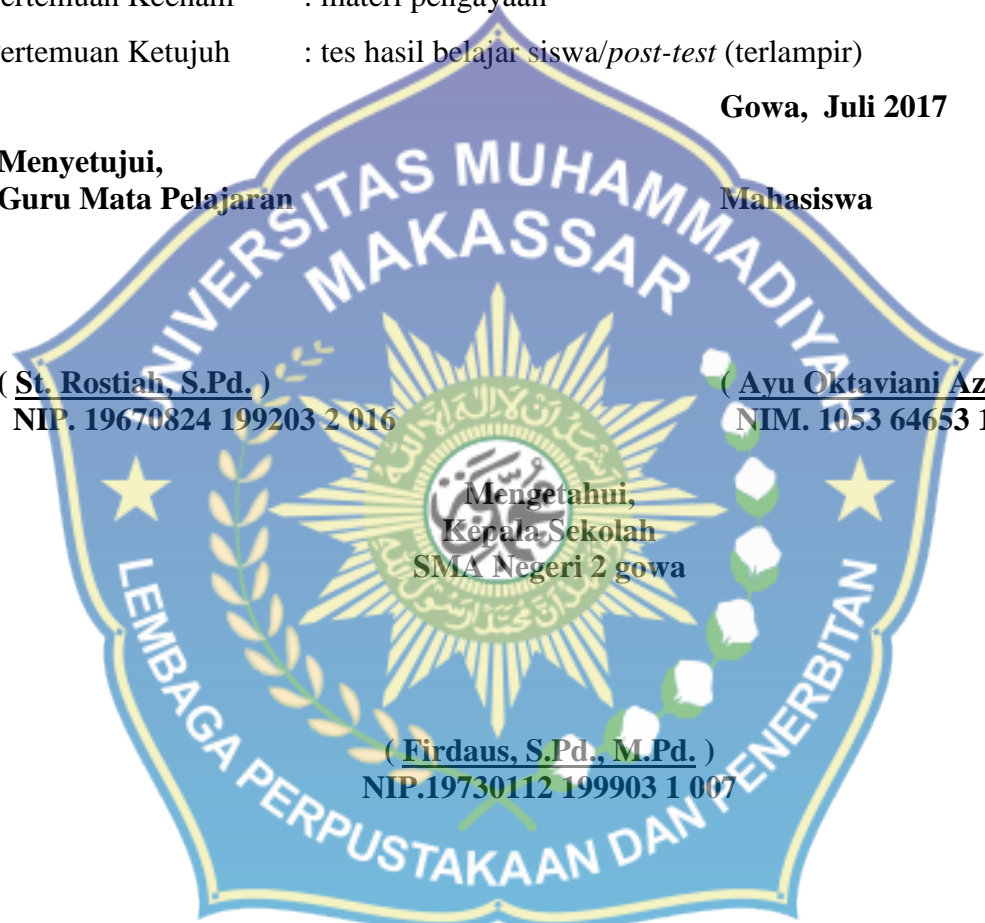 ertemuan Keenam : materi pengayaan
ertemuan Ketujuh : tes hasil belajar siswa/post-test (terlampir)
Gowa, Juli 2017
Menyetujui,
Guru Mata Pelajaran Mahasiswa
UNIVERSITAS MUHAMMADIYAH
MAKASSAR
( St. Rostiah, S.Pd. ) ( Ayu Oktaviani Az
NIP. 19670824 199203 2 016 NIM. 1053 64653 1
Mengetahui,
Kepala Sekolah
SMA Negeri 2 gowa
( Firdaus, S.Pd., M.Pd. )
NIP.19730112 199903 1 007
LEMBAGA PERPUSTAKAAN DAN PENERBITAN